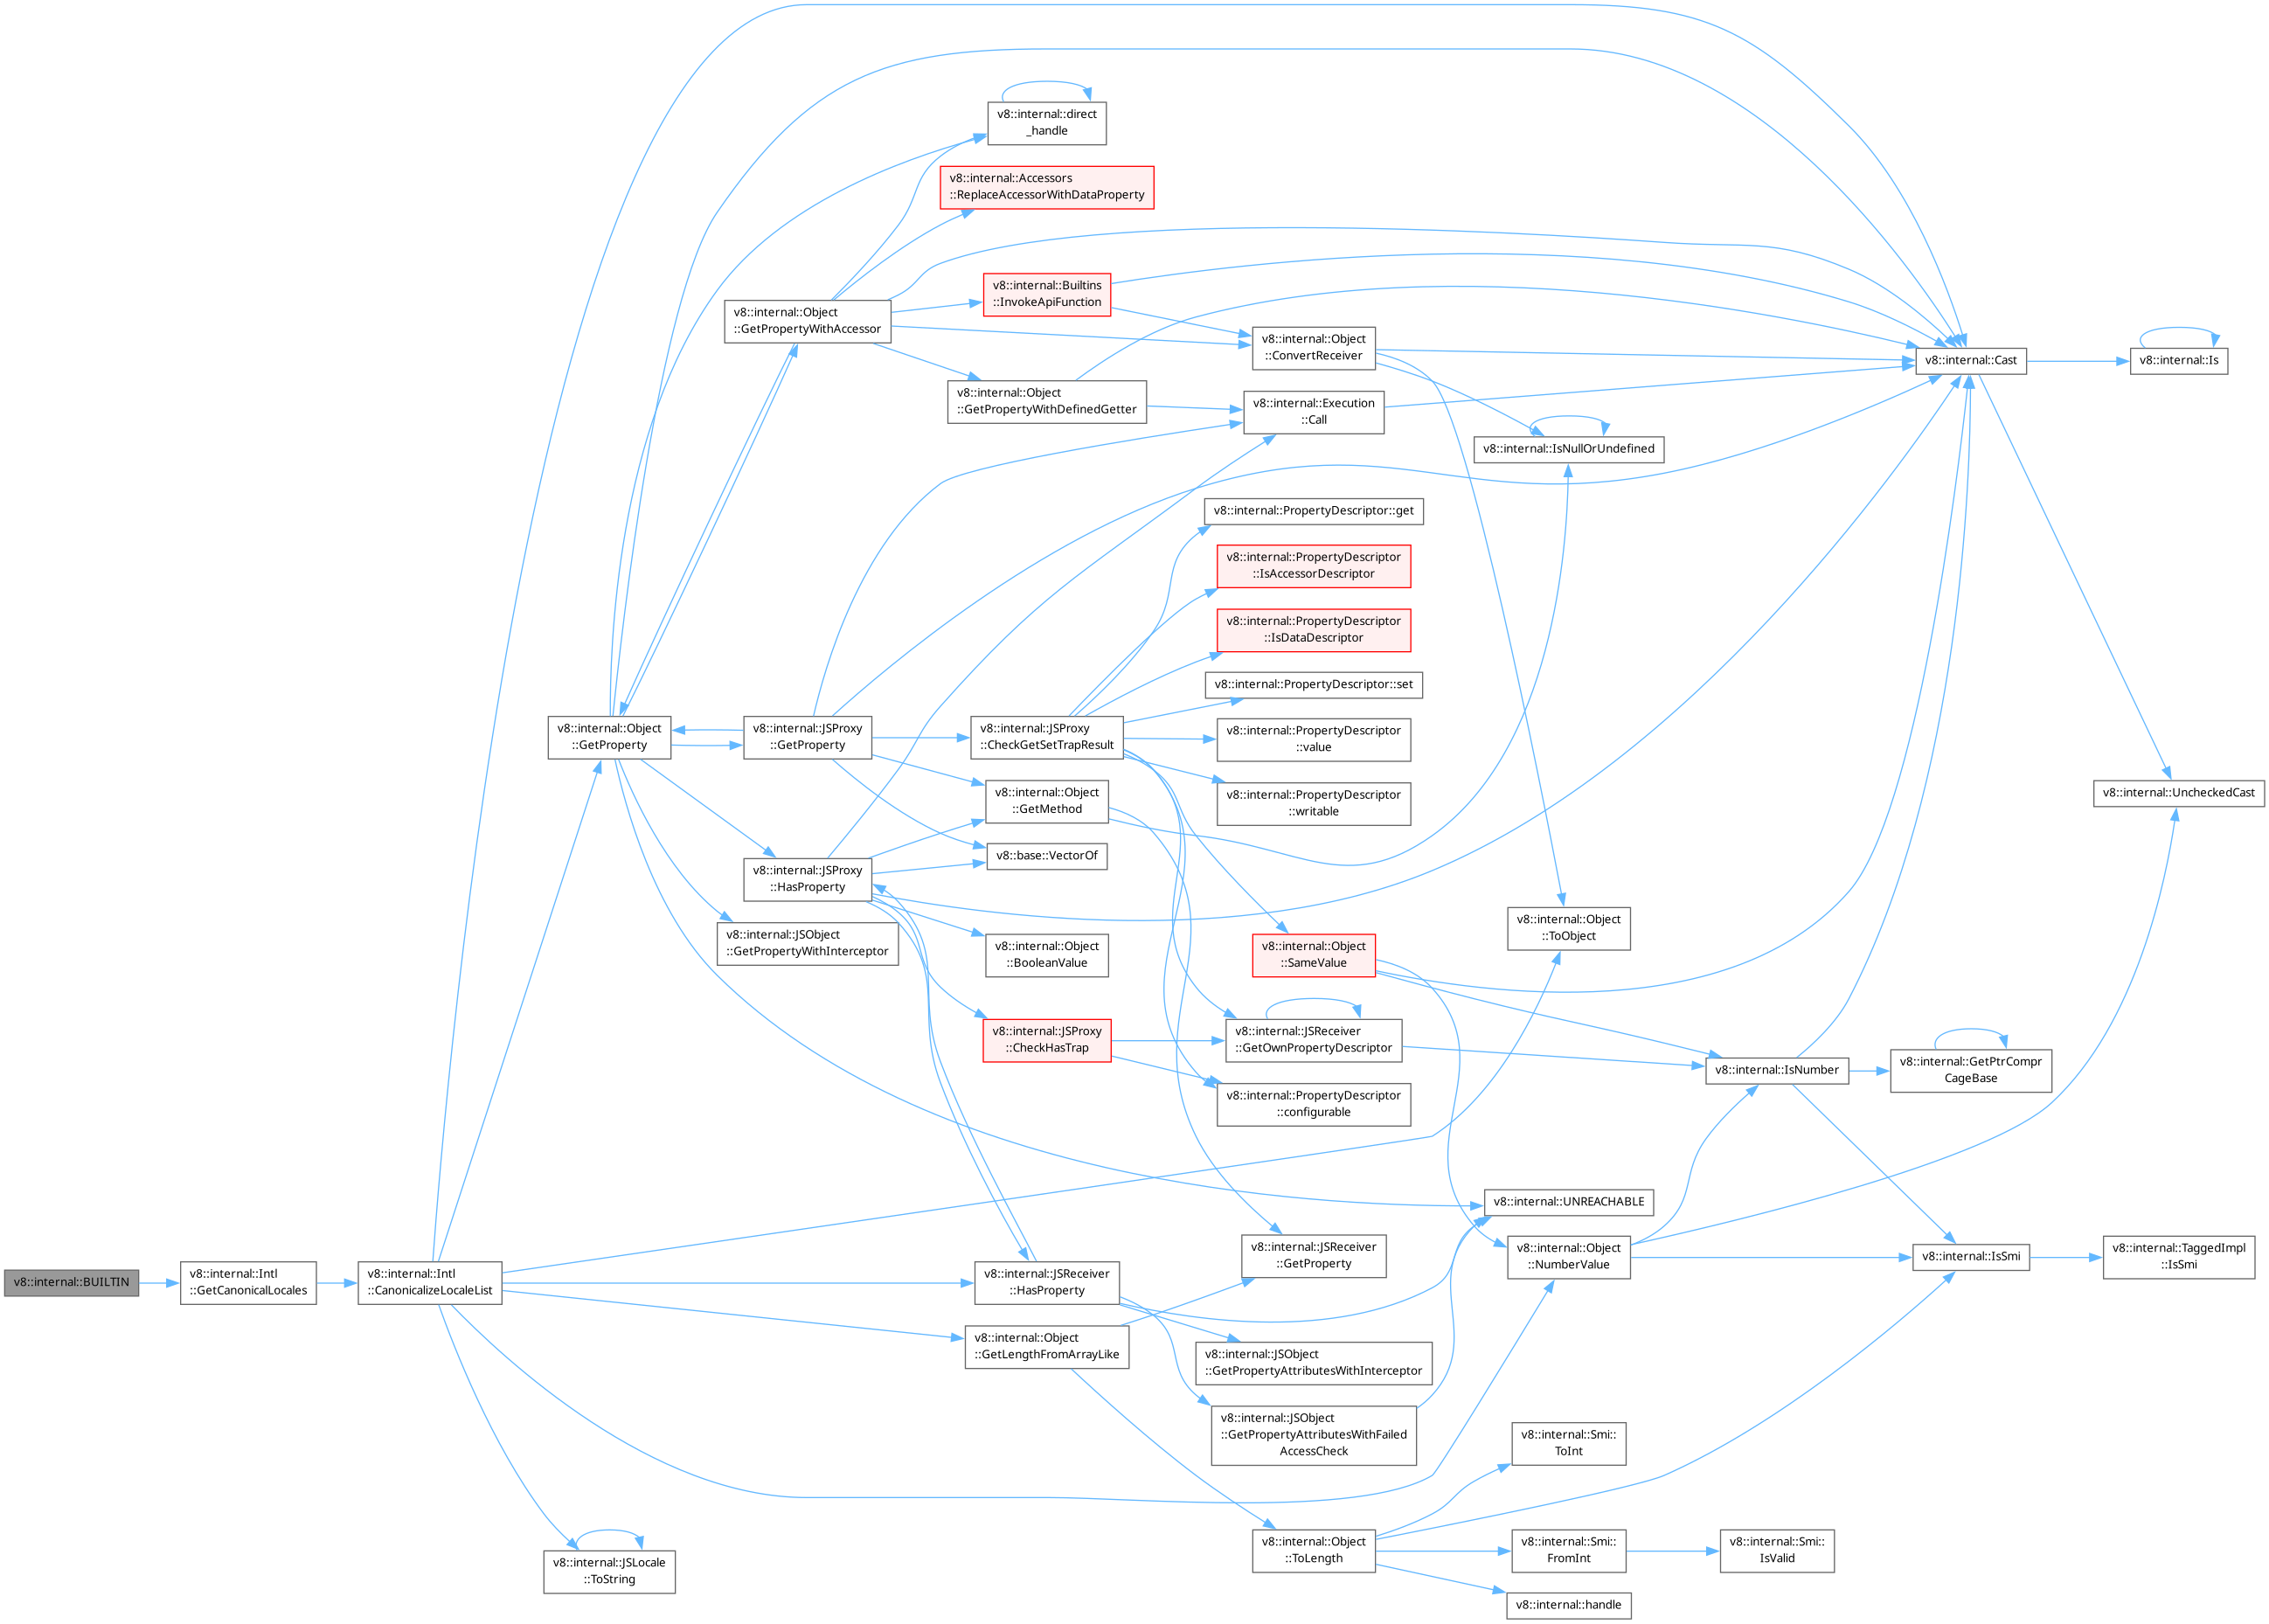 v8::internal::direct
_handle
v8::internal::Accessors
::ReplaceAccessorWithDataProperty
v8::internal::Builtins
::InvokeApiFunction
v8::internal::Object
::GetPropertyWithAccessor
v8::internal::Object
::ConvertReceiver
v8::internal::Cast
v8::internal::Is
v8::internal::Object
::GetPropertyWithDefinedGetter
v8::internal::Execution
::Call
v8::internal::IsNullOrUndefined
v8::internal::PropertyDescriptor::get
v8::internal::PropertyDescriptor
::IsAccessorDescriptor
v8::internal::PropertyDescriptor
::IsDataDescriptor
v8::internal::PropertyDescriptor::set
v8::internal::Object
::GetProperty
v8::internal::JSProxy
::GetProperty
v8::internal::JSProxy
::CheckGetSetTrapResult
v8::internal::PropertyDescriptor
::value
v8::internal::Object
::GetMethod
v8::internal::PropertyDescriptor
::writable
v8::internal::UncheckedCast
v8::base::VectorOf
v8::internal::JSProxy
::HasProperty
v8::internal::JSObject
::GetPropertyWithInterceptor
v8::internal::Object
::BooleanValue
v8::internal::Object
::SameValue
v8::internal::Object
::ToObject
v8::internal::JSProxy
::CheckHasTrap
v8::internal::JSReceiver
::GetOwnPropertyDescriptor
v8::internal::IsNumber
v8::internal::GetPtrCompr
CageBase
v8::internal::PropertyDescriptor
::configurable
v8::internal::UNREACHABLE
v8::internal::BUILTIN
v8::internal::Intl
::GetCanonicalLocales
v8::internal::Intl
::CanonicalizeLocaleList
v8::internal::JSReceiver
::HasProperty
v8::internal::JSReceiver
::GetProperty
v8::internal::Object
::NumberValue
v8::internal::IsSmi
v8::internal::TaggedImpl
::IsSmi
v8::internal::Object
::GetLengthFromArrayLike
v8::internal::JSObject
::GetPropertyAttributesWithInterceptor
v8::internal::JSObject
::GetPropertyAttributesWithFailed
AccessCheck
v8::internal::Smi::
ToInt
v8::internal::JSLocale
::ToString
v8::internal::Object
::ToLength
v8::internal::Smi::
FromInt
v8::internal::Smi::
IsValid
v8::internal::handle